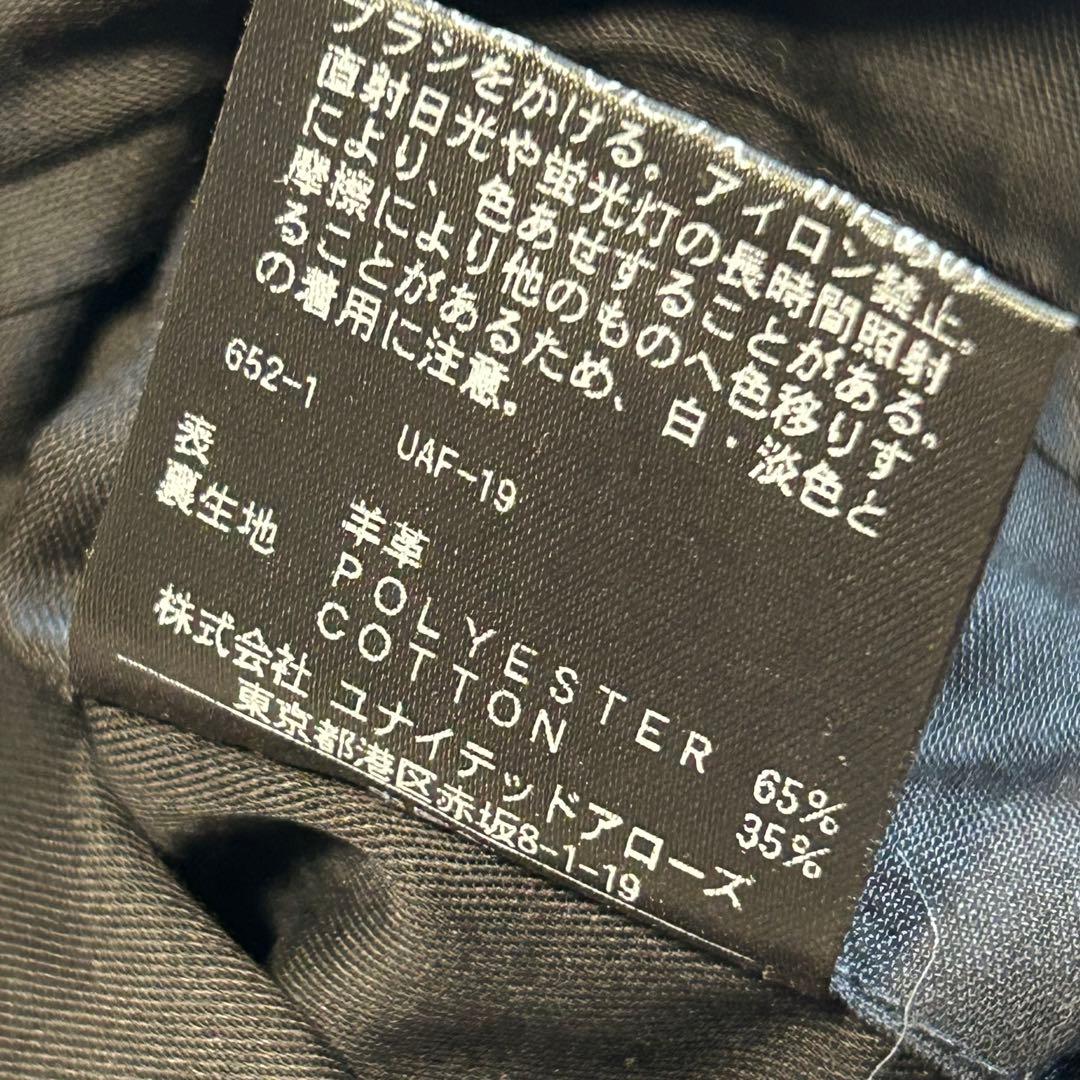 ブラシをかける。アイロン禁止。
直射日光や蛍光灯の長時間照射
により、色あせすることがある。
摩擦により他のものへ色移りす
ることがあるため、白・淡色と
の着用に注意。
652-1 UAF-19
表 羊革
裏生地 POLYESTER 65%
COTTON 35%
株式会社 ユナイテッドアローズ
東京都港区赤坂8-1-19